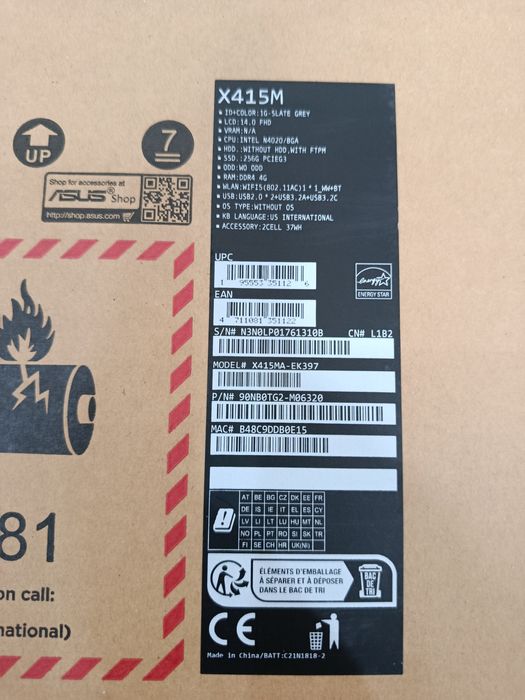 X415M
ID+COLOR:1G-SLATE GREY
LCD:14.0 FHD
VRAM:N/A
CPU:INTEL N4020/BGA
HDD.:WITHOUT HDD,WITH FTPM
SSD.:256G PCIEG3
ODD:WO ODD
RAM:DDR4 4G
WLAN:WIFI5(802.11AC)1*1_WW+BT
USB:USB2.0*2+USB3.2A+USB3.2C
OS TYPE:WITHOUT OS
KB LANGUAGE:US INTERNATIONAL
ACCESSORY:2CELL 37WH
UP
7
Shop for accessories at
ASUS Shop
http://shop.asus.com
UPC
1 95553 35112 6
ENERGY STAR
EAN
4 711081 351122
S/N# N3N0LP01761310B CN# L1B2
MODEL# X415MA-EK397
P/N# 90NB0TG2-M06320
MAC# B48C9DDB0E15
AT BE BG CZ DK EE FR
DE IS IE IT EL ES CY
LV LI LT LU HU MT NL
NO PL PT RO SI SK TR
FI SE CH HR UK(NI)
81
on call:
national)
ÉLÉMENTS D'EMBALLAGE
À SÉPARER ET À DÉPOSER
DANS LE BAC DE TRI
BAC
DE
TRI
CE
Made in China/BATT:C21N1818-2